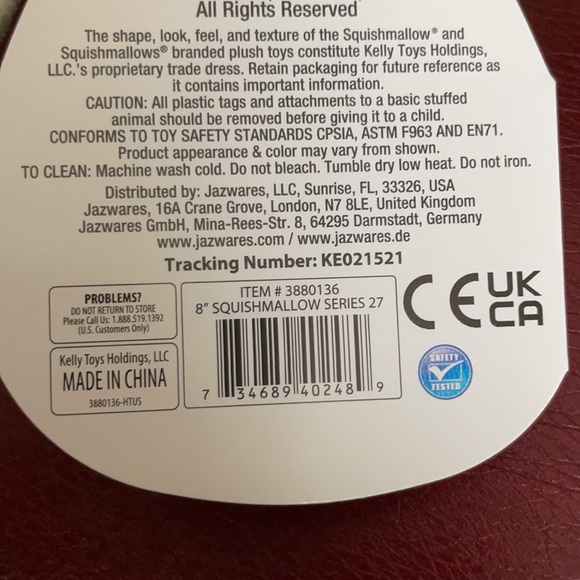 All Rights Reserved
The shape, look, feel, and texture of the Squishmallow® and
Squishmallows® branded plush toys constitute Kelly Toys Holdings,
LLC.'s proprietary trade dress. Retain packaging for future reference as
it contains important information.
CAUTION: All plastic tags and attachments to a basic stuffed
animal should be removed before giving it to a child.
CONFORMS TO TOY SAFETY STANDARDS CPSIA, ASTM F963 AND EN71.
Product appearance & color may vary from shown.
TO CLEAN: Machine wash cold. Do not bleach. Tumble dry low heat. Do not iron.
Distributed by: Jazwares, LLC, Sunrise, FL, 33326, USA
Jazwares, 16A Crane Grove, London, N7 8LE, United Kingdom
Jazwares GmbH, Mina-Rees-Str. 8, 64295 Darmstadt, Germany
www.jazwares.com / www.jazwares.de
Tracking Number: KE021521
PROBLEMS?
DO NOT RETURN TO STORE
Please Call Us: 1.888.519.1392
(U.S. Customers Only)
Kelly Toys Holdings, LLC
MADE IN CHINA
3880136-HTUS
ITEM # 3880136
8" SQUISHMALLOW SERIES 27
7 34689 40248 9
CE
UK
CA
SAFETY
TESTED